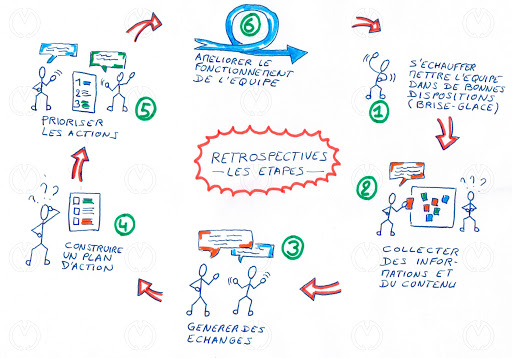 RETROSPECTIVES
— LES ETAPES —
1
S'ECHAUFFER
METTRE L'EQUIPE
DANS DE BONNES
DISPOSITIONS
(BRISE-GLACE)
2
? ?
COLLECTER
DES INFOR-
MATIONS ET
DU CONTENU
3
GENERER DES
ECHANGES
4
? ? ?
CONSTRUIRE
UN PLAN
D'ACTION
5
1
2
3
PRIORISER
LES ACTIONS
6
AMELIORER LE
FONCTIONNEMENT
DE L'EQUIPE